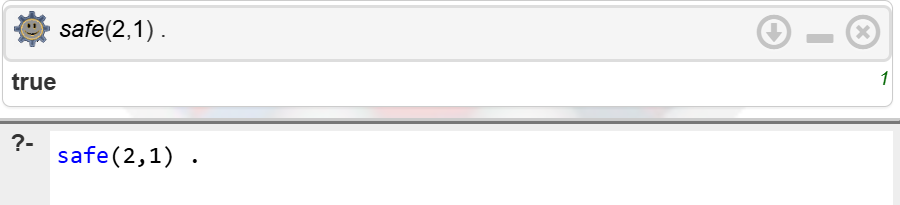 safe(2,1) .
true 1
?- safe(2,1) .